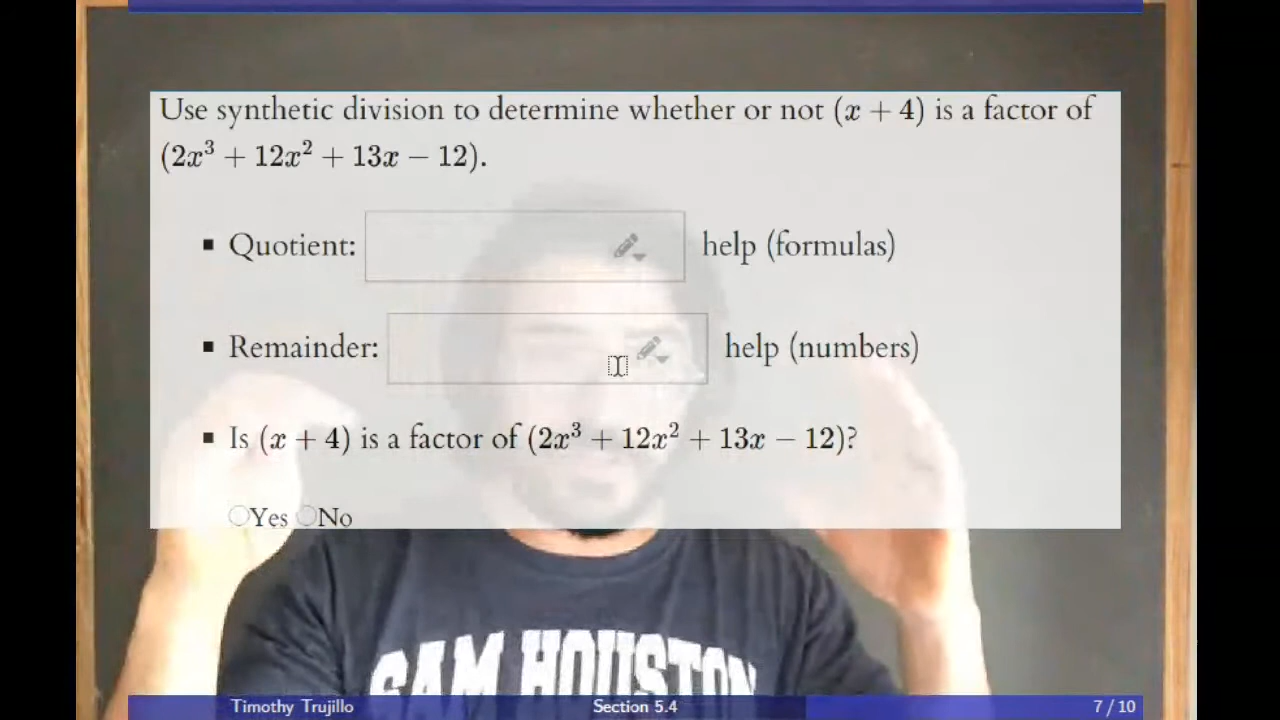 Use synthetic division to determine whether or not (x + 4) is a factor of
(2x³ + 12x² + 13x − 12).
▪ Quotient: help (formulas)
▪ Remainder: help (numbers)
▪ Is (x + 4) is a factor of (2x³ + 12x² + 13x − 12)?
○Yes ○No
SAM HOUSTON
Timothy Trujillo Section 5.4 7 / 10